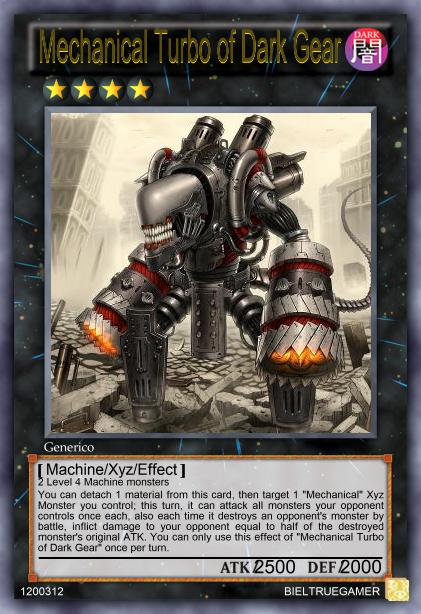 Mechanical Turbo of Dark Gear
DARK
闇
Generico
[ Machine/Xyz/Effect ]
2 Level 4 Machine monsters
You can detach 1 material from this card, then target 1 "Mechanical" Xyz
Monster you control; this turn, it can attack all monsters your opponent
controls once each, also each time it destroys an opponent's monster by
battle, inflict damage to your opponent equal to half of the destroyed
monster's original ATK. You can only use this effect of "Mechanical Turbo
of Dark Gear" once per turn.
ATK/2500 DEF/2000
1200312 BIELTRUEGAMER